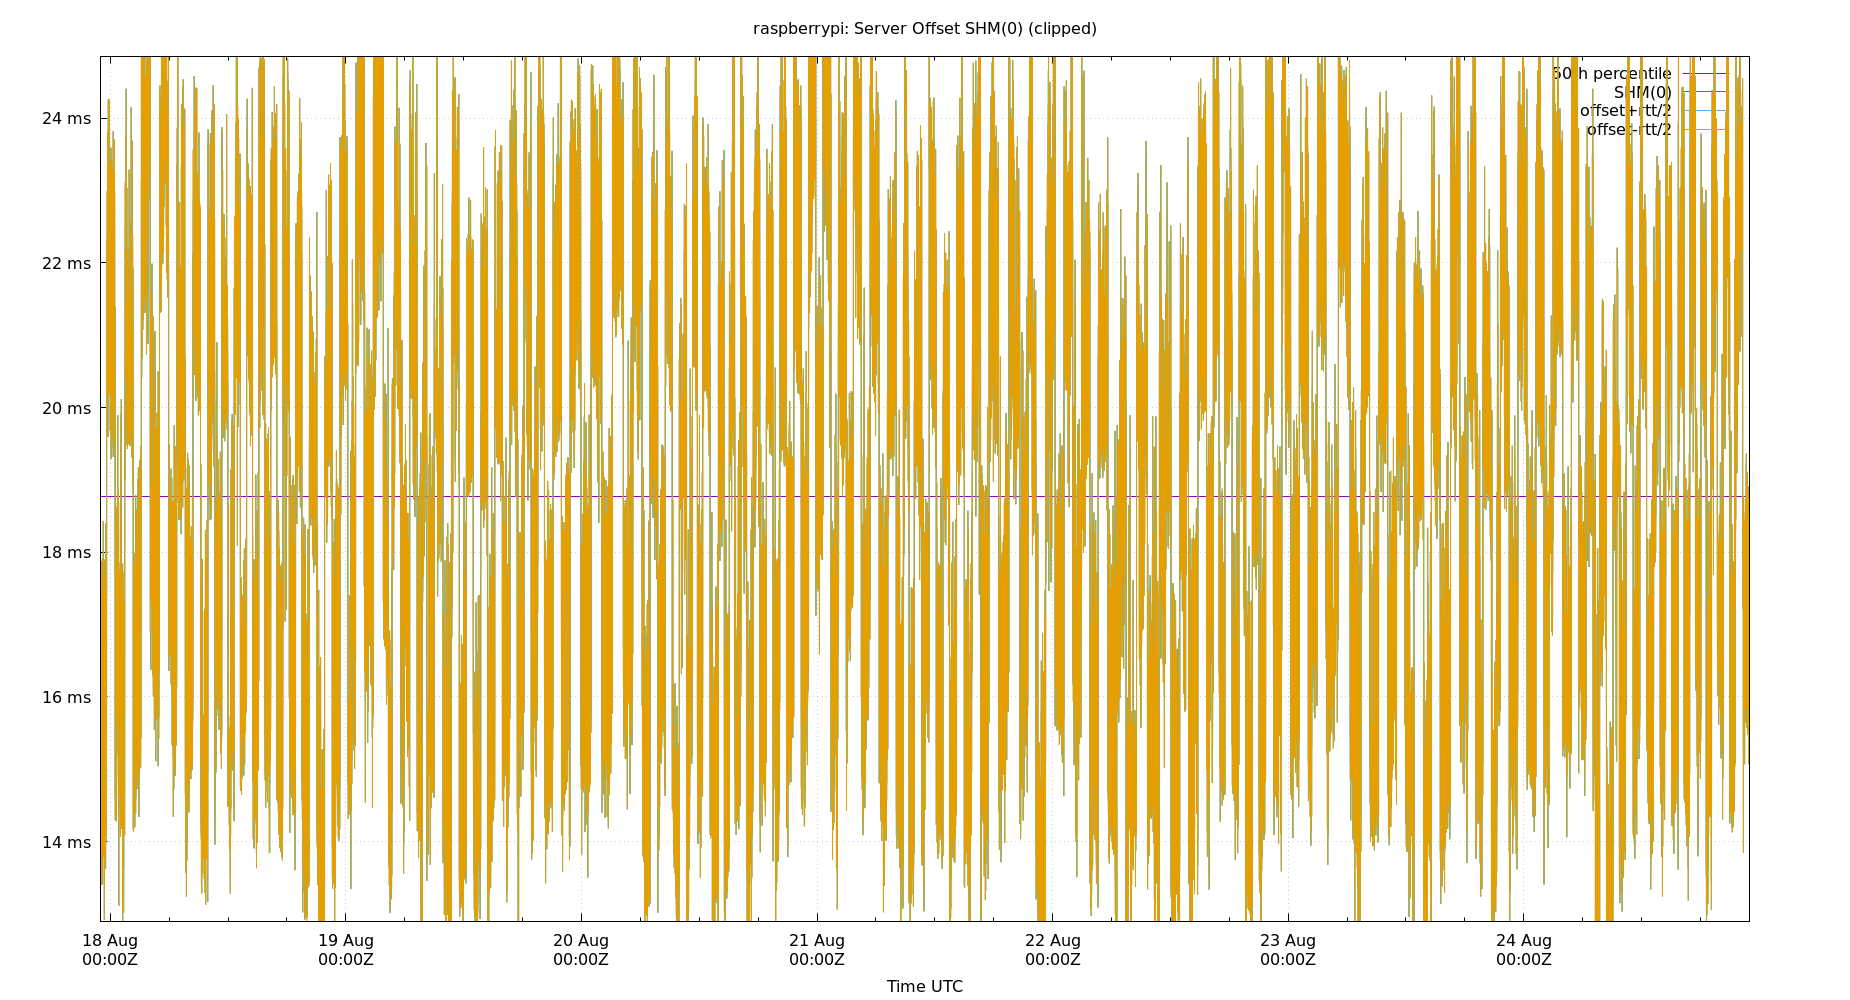 raspberrypi: Server Offset SHM(0) (clipped)
50th percentile
SHM(0)
offset+rtt/2
offset-rtt/2
24 ms
22 ms
20 ms
18 ms
16 ms
14 ms
18 Aug 19 Aug 20 Aug 21 Aug 22 Aug 23 Aug 24 Aug
00:00Z 00:00Z 00:00Z 00:00Z 00:00Z 00:00Z 00:00Z
Time UTC